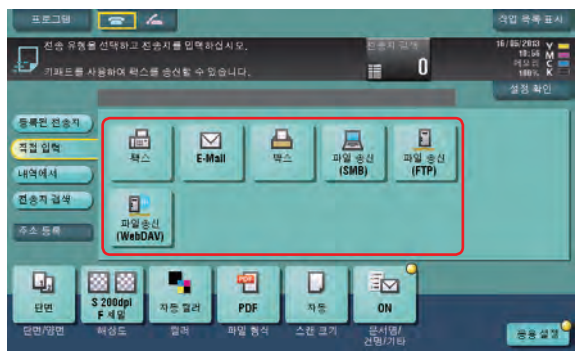 프로그램
작업 목록 표시
전송 유형을 선택하고 전송지를 입력하십시오.
키패드를 사용하여 팩스를 송신할 수 있습니다.
전송지 검색
0
16/05/2013
18:56
메모리
100%
Y
M
C
K
설정 확인
등록된 전송지
직접 입력
내역에서
전송지 검색
주소 등록
팩스
E-Mail
박스
파일 송신
(SMB)
파일 송신
(FTP)
파일송신
(WebDAV)
단면
S 200dpi
F 세밀
자동 컬러
PDF
PDF
자동
ON
단면/양면
해상도
컬러
파일 형식
스캔 크기
문서명/
건명/기타
응용 설정